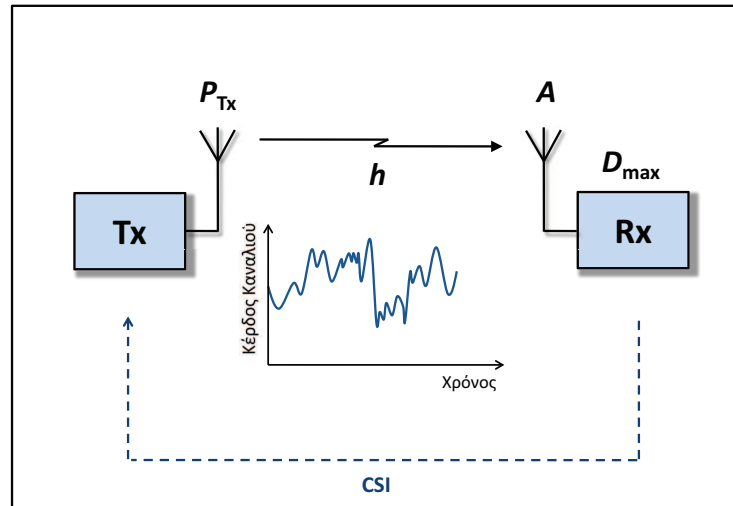 P_Tx
A
h
D_max
Tx
Rx
Κέρδος Καναλιού
Χρόνος
CSI